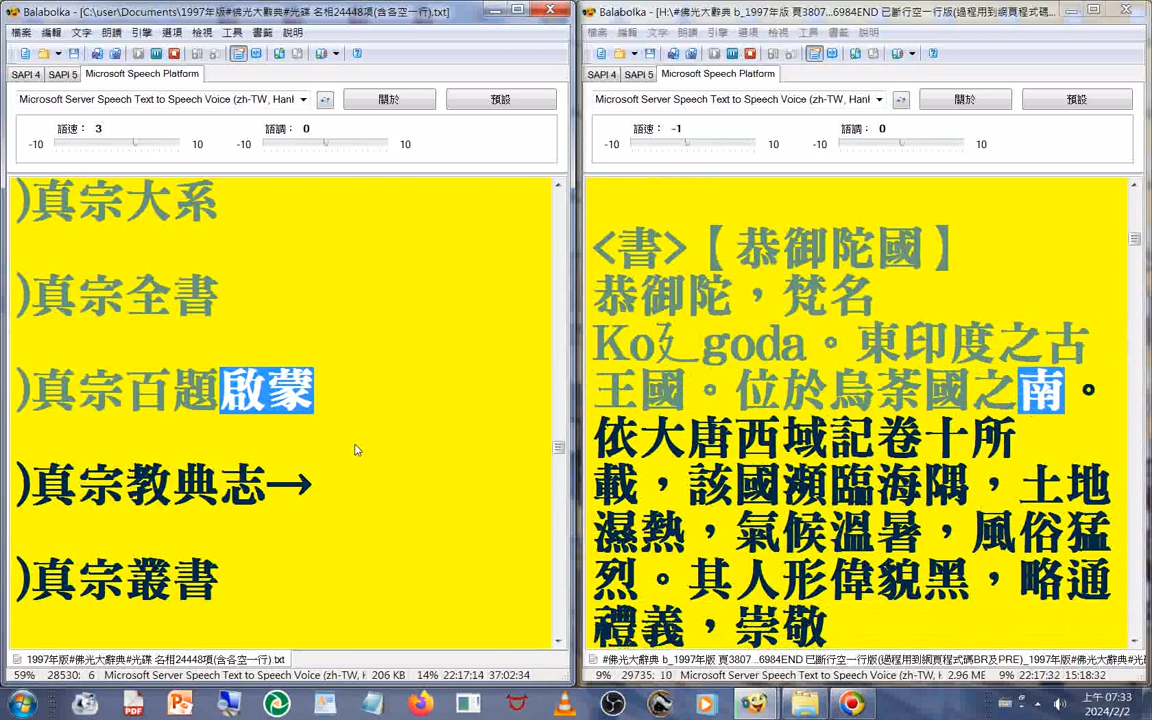 Balabolka - [C:\user\Documents\1997年版#佛光大辭典#光碟 名相24448項(含各空一行).txt]
檔案 編輯 文字 朗讀 引擎 選項 檢視 工具 書籤 說明
SAPI 4 SAPI 5 Microsoft Speech Platform
Microsoft Server Speech Text to Speech Voice (zh-TW, Hanl
關於 預設
語速： 3 語調： 0
-10 10 -10 10
)真宗大系
)真宗全書
)真宗百題啟蒙
)真宗教典志→
)真宗叢書
1997年版#佛光大辭典#光碟 名相24448項(含各空一行).txt
59% 28530: 6 Microsoft Server Speech Text to Speech Voice (zh-TW, H 206 KB 14% 22:17:14 37:02:34
Balabolka - [H:\#佛光大辭典 b_1997年版 頁3807...6984END 已斷行空一行版(過程用到網頁程式碼...
檔案 編輯 文字 朗讀 引擎 選項 檢視 工具 書籤 說明
SAPI 4 SAPI 5 Microsoft Speech Platform
Microsoft Server Speech Text to Speech Voice (zh-TW, Hanl
關於 預設
語速： -1 語調： 0
-10 10 -10 10
<書>【恭御陀國】
恭御陀，梵名
Ko廴goda。東印度之古
王國。位於烏荼國之南。
依大唐西域記卷十所
載，該國瀕臨海隅，土地
濕熱，氣候溫暑，風俗猛
烈。其人形偉貌黑，略通
禮義，崇敬
#佛光大辭典 b_1997年版 頁3807...6984END 已斷行空一行版(過程用到網頁程式碼BR及PRE)_1997年版#佛光
9% 29735: 10 Microsoft Server Speech Text to Speech Voice (zh-TW, H 2.96 ME 9% 22:17:32 15:18:32
上午 07:33
2024/2/2